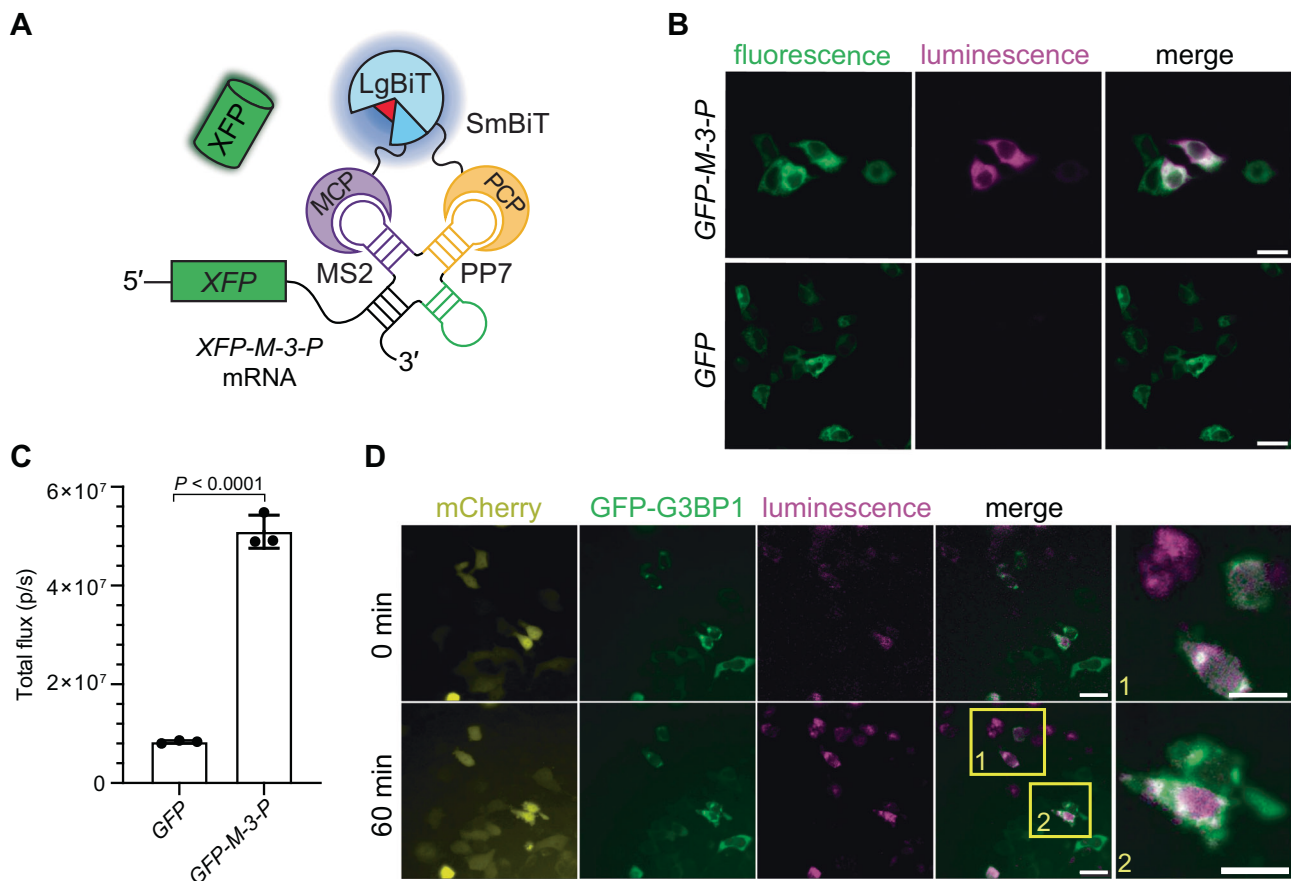 A
LgBiT
SmBiT
XFP
MCP
PCP
MS2
PP7
5′
XFP
3′
XFP-M-3-P
mRNA
B
fluorescence luminescence merge
GFP-M-3-P
GFP
C
P < 0.0001
Total flux (p/s)
6×10⁷
4×10⁷
2×10⁷
0
GFP
GFP-M-3-P
D
mCherry GFP-G3BP1 luminescence merge
0 min
1
60 min
1
2
2